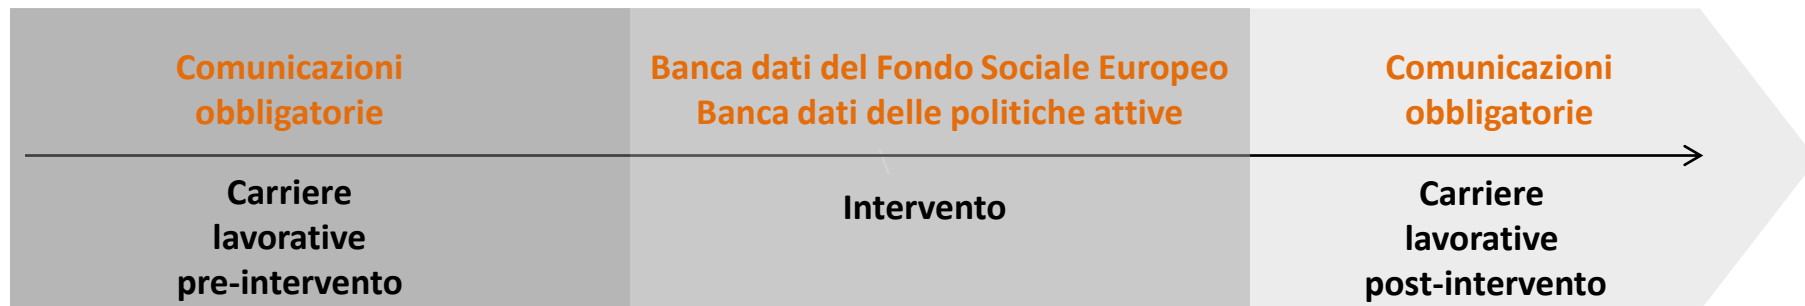 Comunicazioni
obbligatorie
Banca dati del Fondo Sociale Europeo
Banca dati delle politiche attive
Comunicazioni
obbligatorie
Carriere
lavorative
pre-intervento
Intervento
Carriere
lavorative
post-intervento